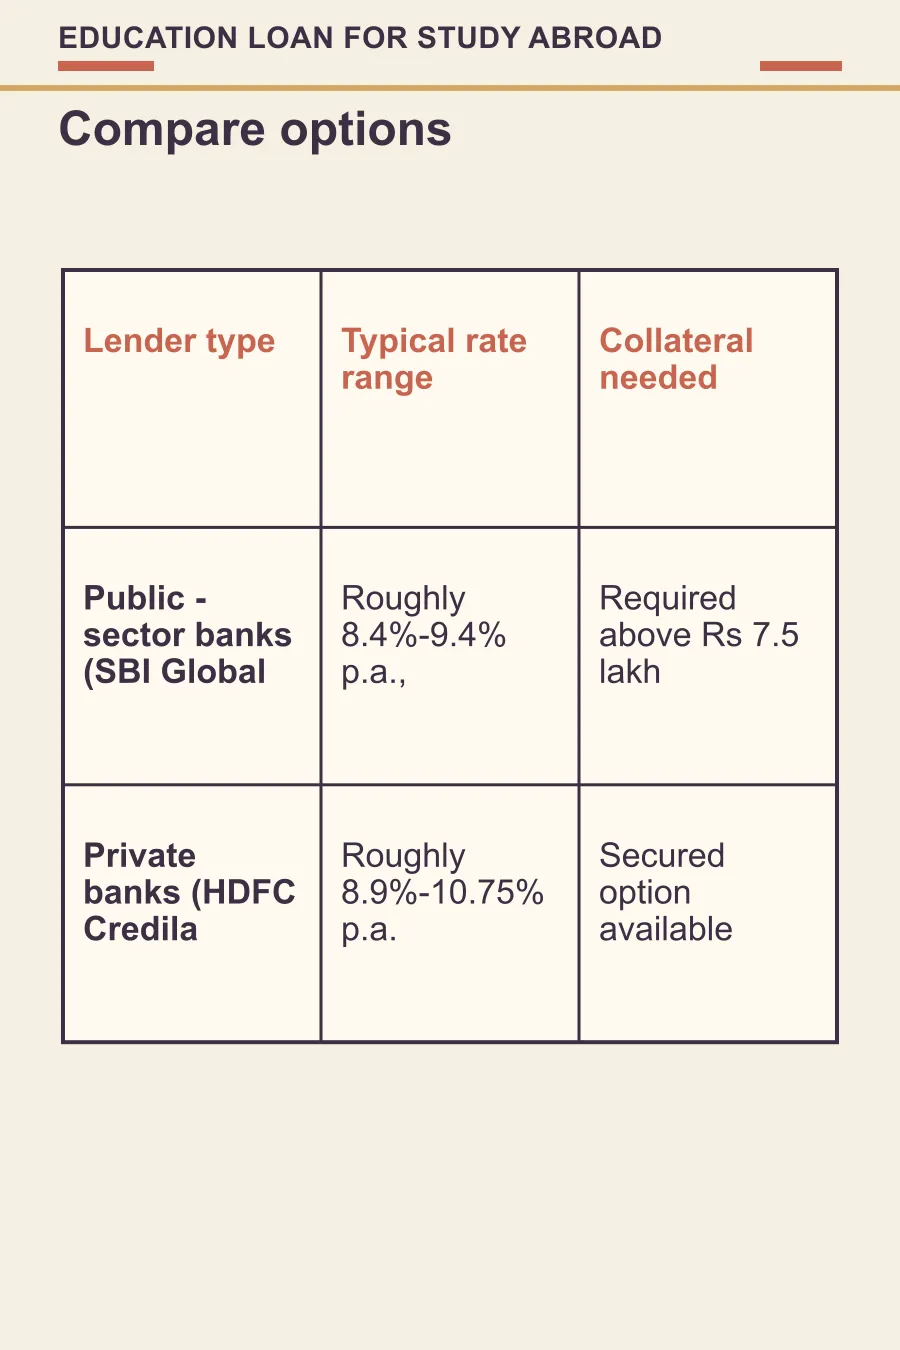 EDUCATION LOAN FOR STUDY ABROAD
Compare options
Lender type
Typical rate
range
Collateral
needed
Public -
sector banks
(SBI Global
Roughly
8.4%-9.4%
p.a.,
Required
above Rs 7.5
lakh
Private
banks (HDFC
Credila
Roughly
8.9%-10.75%
p.a.
Secured
option
available